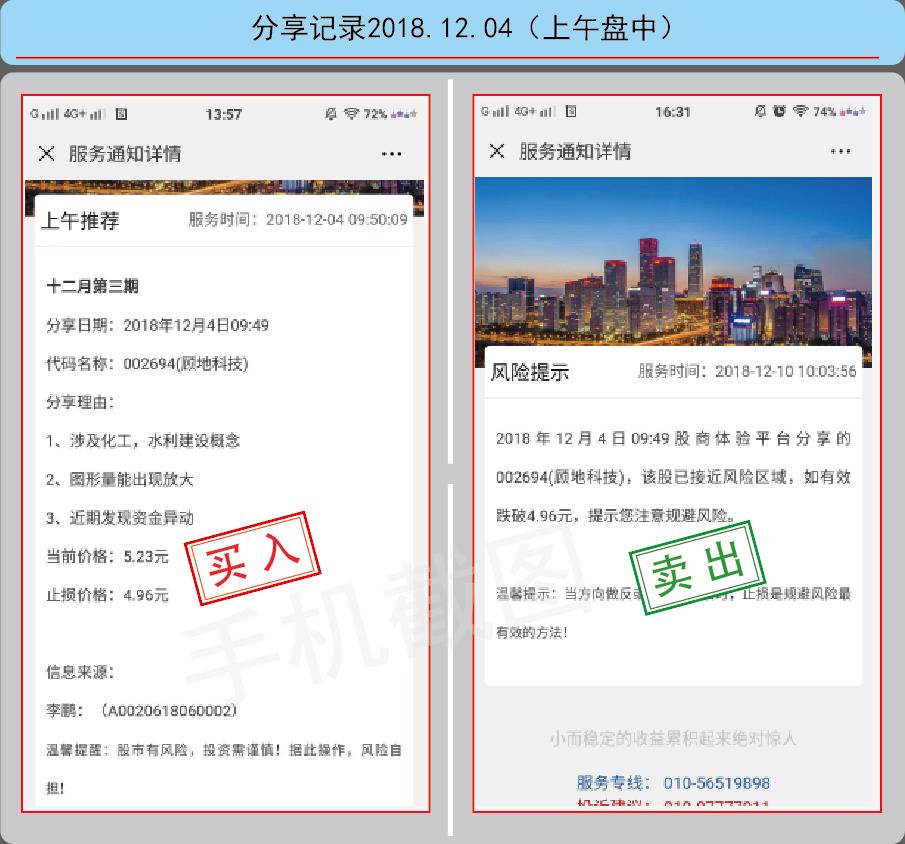 分享记录2018.12.04（上午盘中）
G 4G+ 13:57 72%
服务通知详情
上午推荐 服务时间：2018-12-04 09:50:09
十二月第三期
分享日期：2018年12月4日09:49
代码名称：002694(顾地科技)
分享理由：
1、涉及化工，水利建设概念
2、图形量能出现放大
3、近期发现资金异动
当前价格：5.23元
止损价格：4.96元
买入
信息来源：
李鹏：（A0020618060002）
温馨提醒：股市有风险，投资需谨慎！据此操作，风险自
担！
G 4G+ 16:31 74%
服务通知详情
风险提示 服务时间：2018-12-10 10:03:56
2018年12月4日09:49股商体验平台分享的
002694(顾地科技)，该股已接近风险区域，如有效
跌破4.96元，提示您注意规避风险。
卖出
温馨提示：当方向做反 ，止损是规避风险最
有效的方法！
小而稳定的收益累积起来绝对惊人
服务专线： 010-56519898
手机截图